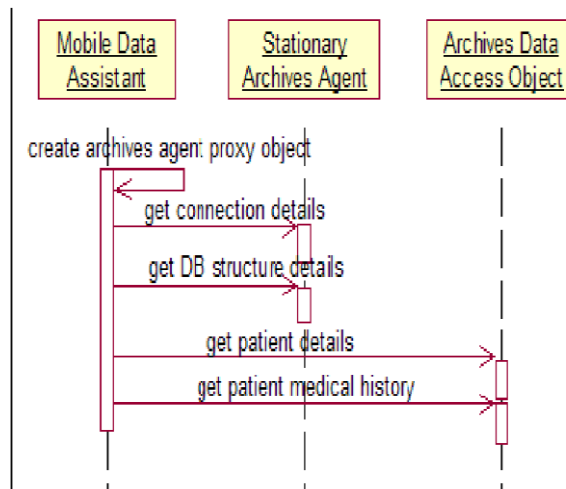 Mobile Data
Assistant
Stationary
Archives Agent
Archives Data
Access Object
create archives agent proxy object
get connection details
get DB structure details
get patient details
get patient medical history